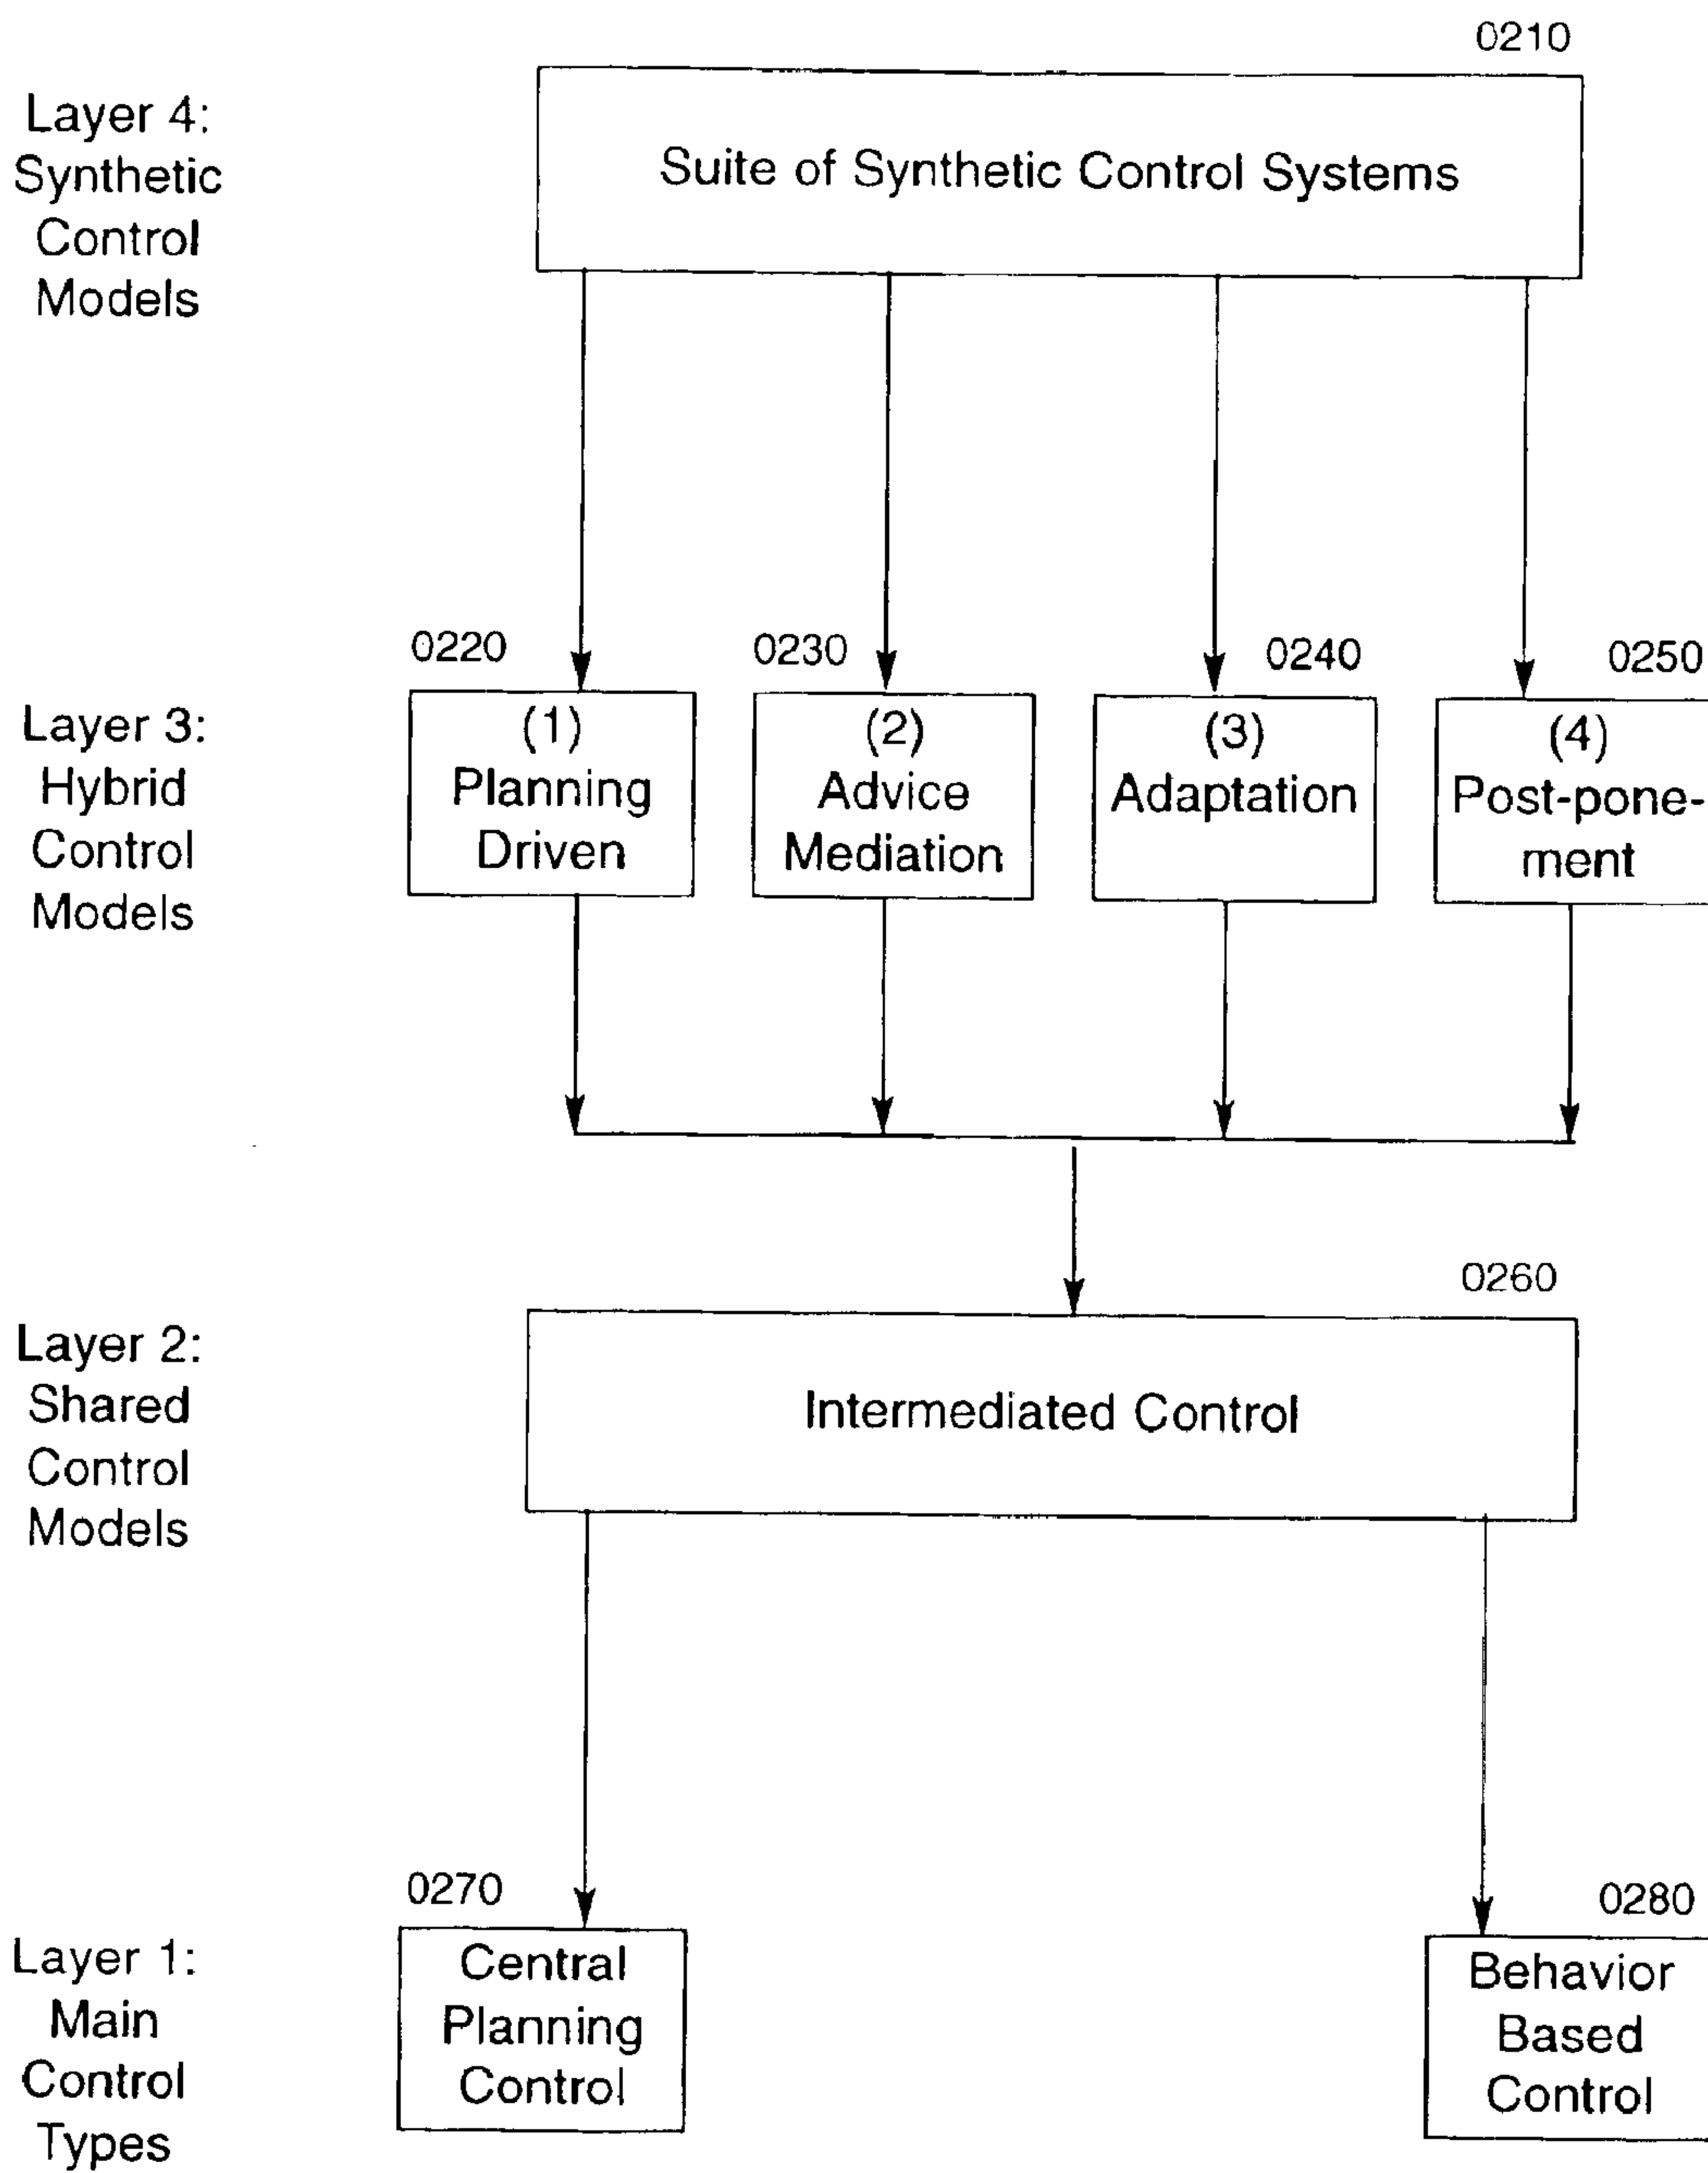 0210
Layer 4:
Synthetic
Control
Models
Suite of Synthetic Control Systems
0220
0230
0240
0250
Layer 3:
Hybrid
Control
Models
(1)
Planning
Driven
(2)
Advice
Mediation
(3)
Adaptation
(4)
Post-pone-
ment
0260
Layer 2:
Shared
Control
Models
Intermediated Control
0270
0280
Layer 1:
Main
Control
Types
Central
Planning
Control
Behavior
Based
Control